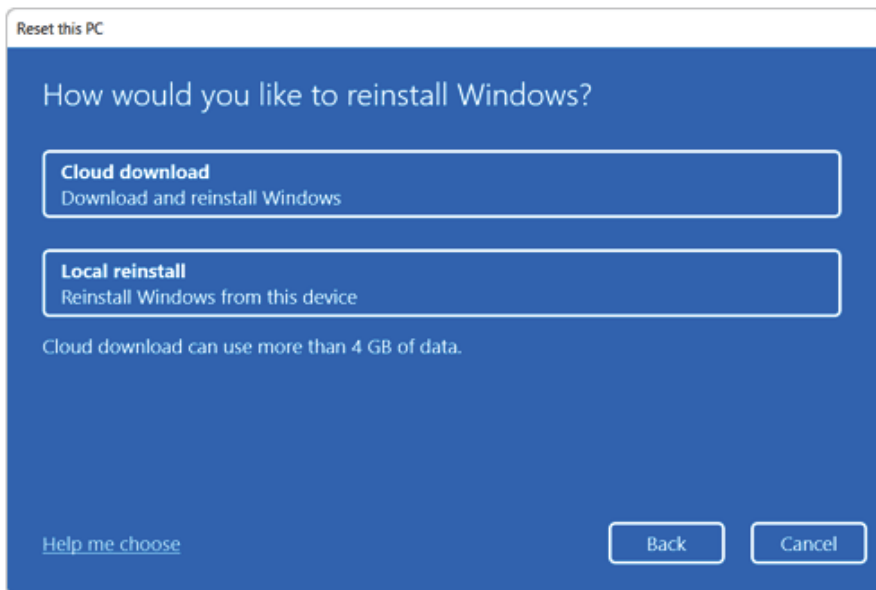 Reset this PC
How would you like to reinstall Windows?
Cloud download
Download and reinstall Windows
Local reinstall
Reinstall Windows from this device
Cloud download can use more than 4 GB of data.
Help me choose
Back
Cancel